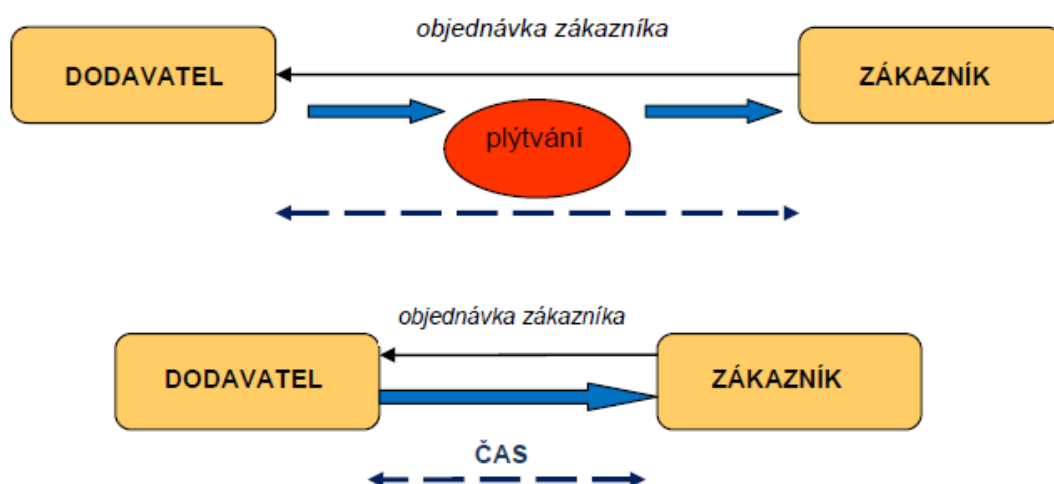 objednávka zákazníka
DODAVATEL
ZÁKAZNÍK
plýtvání
objednávka zákazníka
DODAVATEL
ZÁKAZNÍK
ČAS